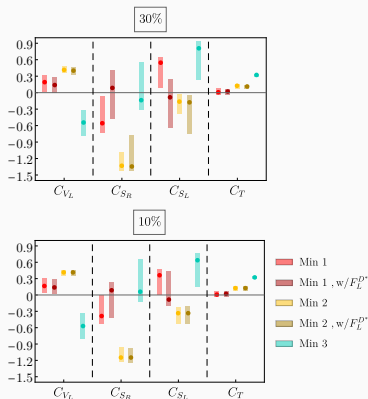 30%
0.9
0.6
0.3
0
−0.3
−0.6
−0.9
−1.2
−1.5
C_{V_L} C_{S_R} C_{S_L} C_T
10%
0.9
0.6
0.3
0
−0.3
−0.6
−0.9
−1.2
−1.5
C_{V_L} C_{S_R} C_{S_L} C_T
Min 1
Min 1 , w/F_L^{D*}
Min 2
Min 2 , w/F_L^{D*}
Min 3